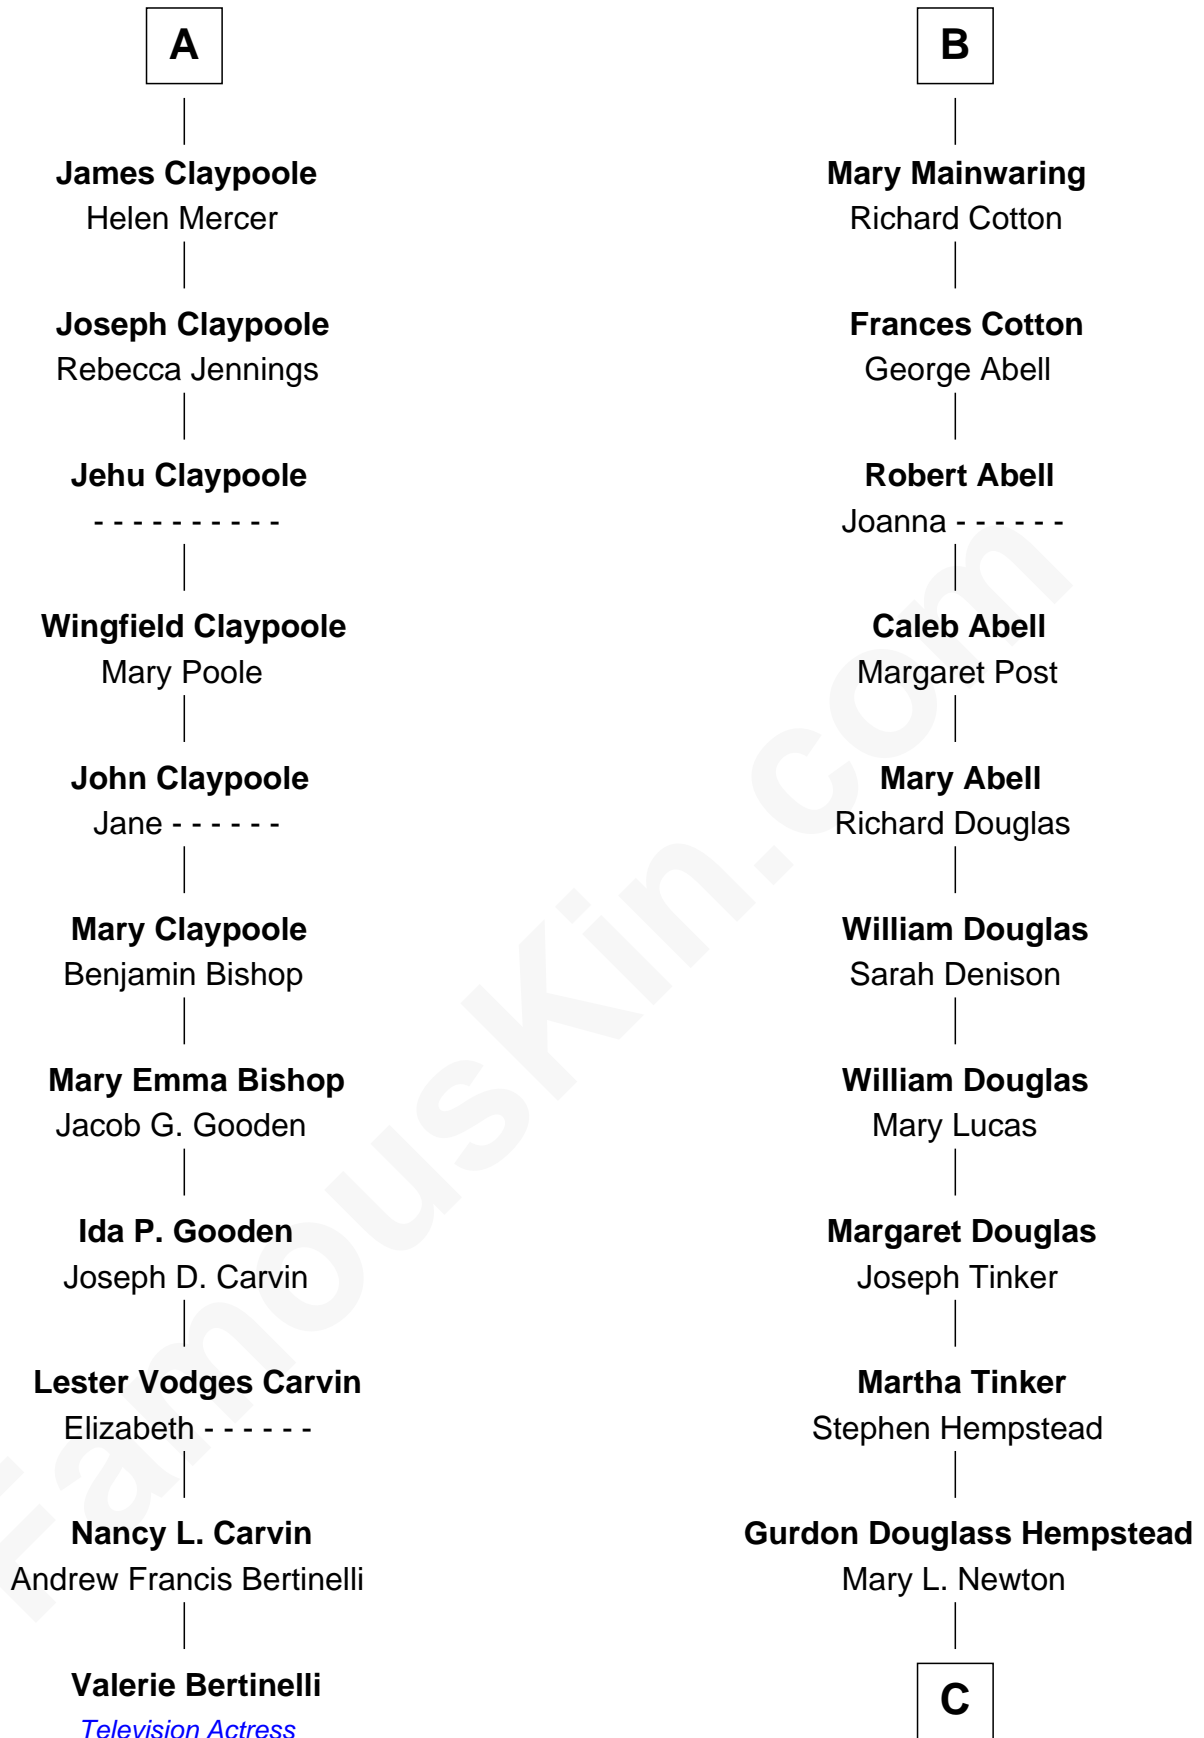 A
James Claypoole
Helen Mercer
Joseph Claypoole
Rebecca Jennings
Jehu Claypoole
- - - - - - - - - -
Wingfield Claypoole
Mary Poole
John Claypoole
Jane - - - - - -
Mary Claypoole
Benjamin Bishop
Mary Emma Bishop
Jacob G. Gooden
Ida P. Gooden
Joseph D. Carvin
Lester Vodges Carvin
Elizabeth - - - - - -
Nancy L. Carvin
Andrew Francis Bertinelli
Valerie Bertinelli
Television Actress
B
Mary Mainwaring
Richard Cotton
Frances Cotton
George Abell
Robert Abell
Joanna - - - - - -
Caleb Abell
Margaret Post
Mary Abell
Richard Douglas
William Douglas
Sarah Denison
William Douglas
Mary Lucas
Margaret Douglas
Joseph Tinker
Martha Tinker
Stephen Hempstead
Gurdon Douglass Hempstead
Mary L. Newton
C
FamousKin.com